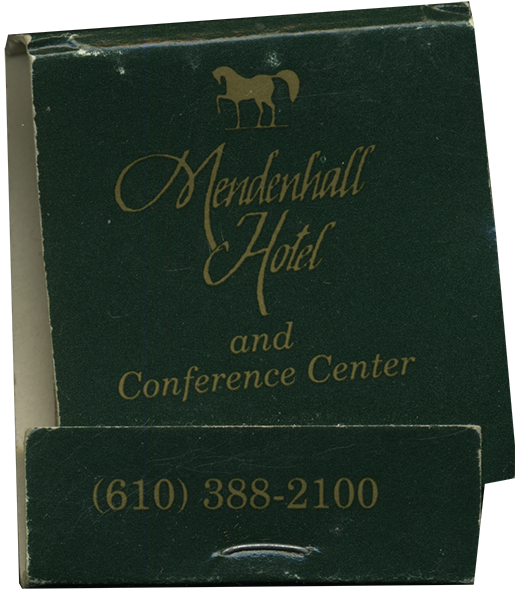 Mendenhall
Hotel
and
Conference Center
(610) 388-2100